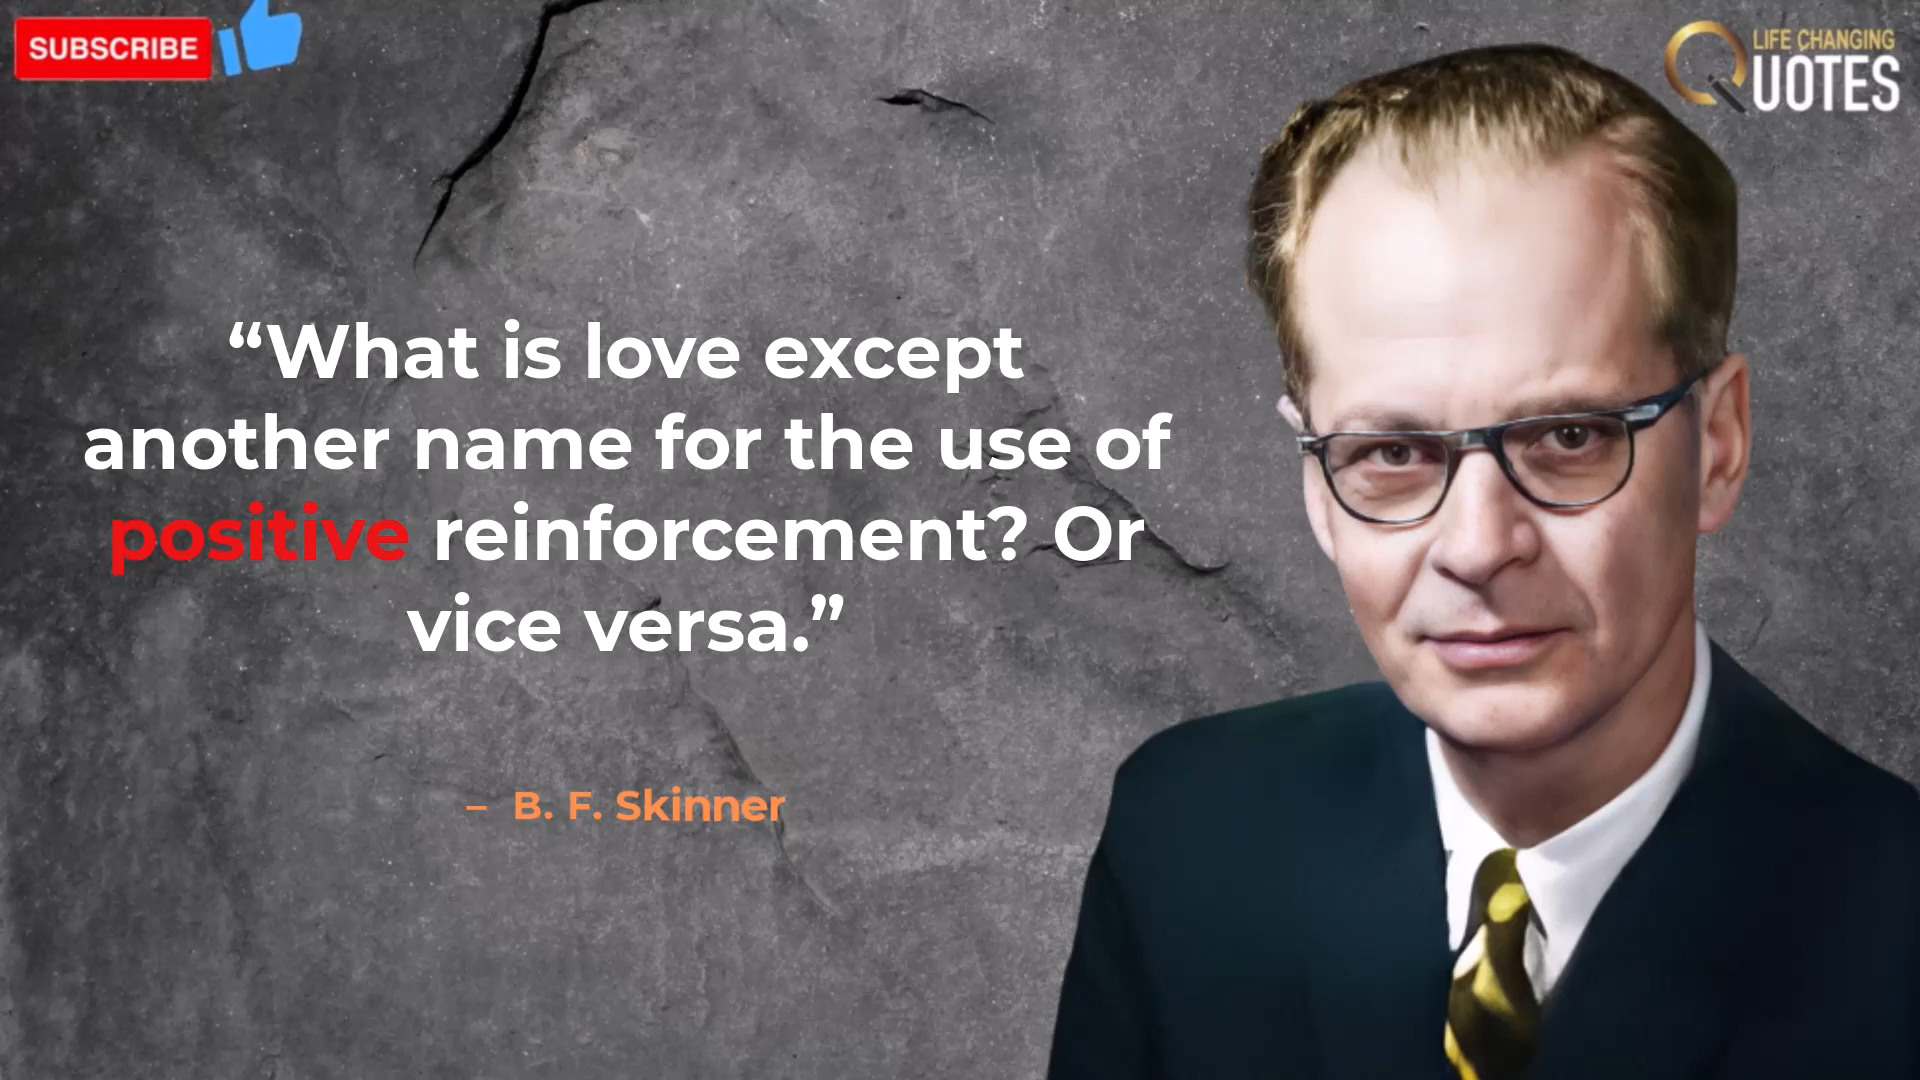 SUBSCRIBE
LIFE CHANGING
QUOTES
“What is love except
another name for the use of
positive reinforcement? Or
vice versa.”
– B. F. Skinner